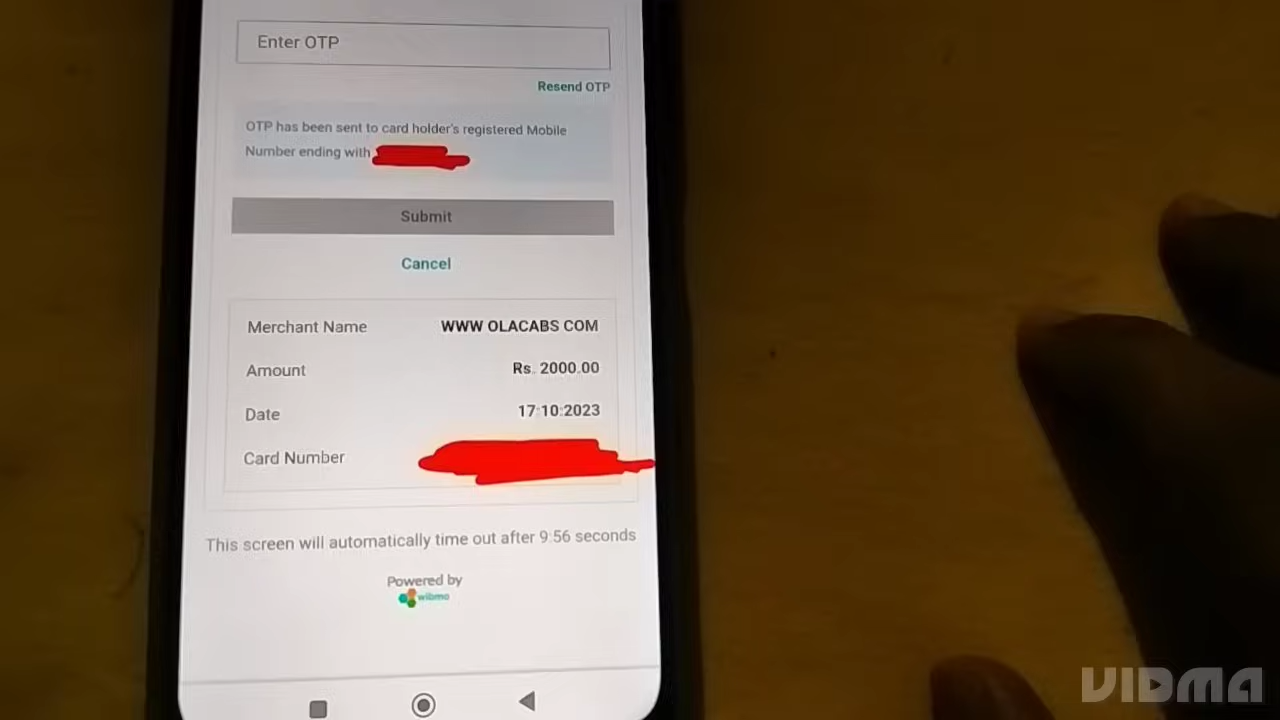 Enter OTP
Resend OTP
OTP has been sent to card holder's registered Mobile
Number ending with
Submit
Cancel
Merchant Name WWW OLACABS COM
Amount Rs. 2000.00
Date 17:10:2023
Card Number
This screen will automatically time out after 9:56 seconds
Powered by
wibmo
VIDMA